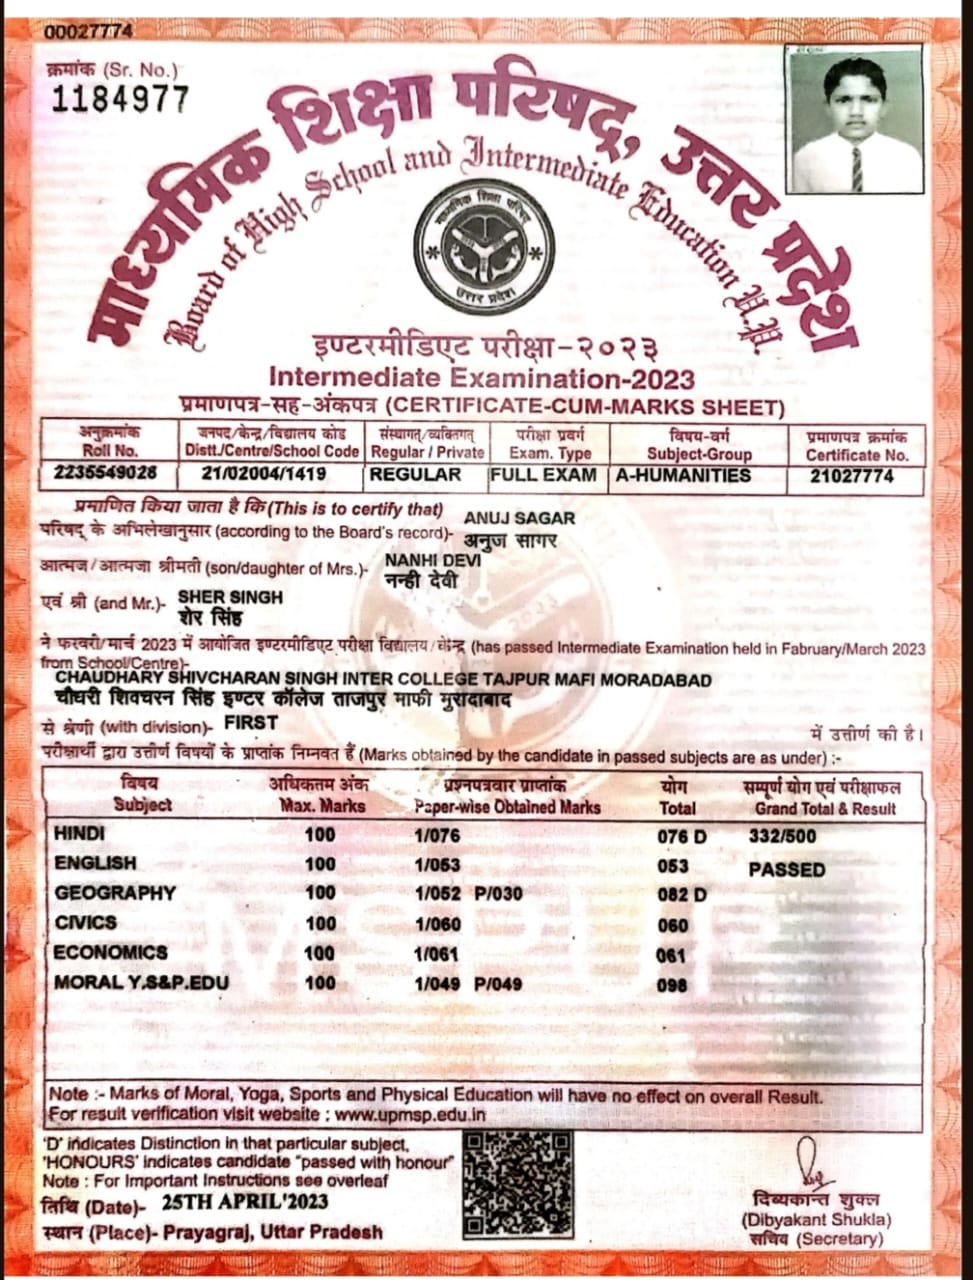 00027774
क्रमांक (Sr. No.)
1184977
माध्यमिक शिक्षा परिषद्, उत्तर प्रदेश
Board of High School and Intermediate Education U.P.
माध्यमिक शिक्षा परिषद
उत्तर प्रदेश
इण्टरमीडिएट परीक्षा-२०२३
Intermediate Examination-2023
प्रमाणपत्र-सह-अंकपत्र (CERTIFICATE-CUM-MARKS SHEET)
अनुक्रमांक जनपद/केन्द्र/विद्यालय कोड संस्थागत/व्यक्तिगत् परीक्षा प्रवर्ग विषय-वर्ग प्रमाणपत्र क्रमांक
Roll No. Distt./Centre/School Code Regular / Private Exam. Type Subject-Group Certificate No.
2235549028 21/02004/1419 REGULAR FULL EXAM A-HUMANITIES 21027774
प्रमाणित किया जाता है कि (This is to certify that) ANUJ SAGAR
परिषद् के अभिलेखानुसार (according to the Board's record)- अनुज सागर
आत्मज/आत्मजा श्रीमती (son/daughter of Mrs.)- NANHI DEVI
नन्ही देवी
एवं श्री (and Mr.)- SHER SINGH
शेर सिंह
ने फरवरी/मार्च 2023 में आयोजित इण्टरमीडिएट परीक्षा विद्यालय/केन्द्र (has passed Intermediate Examination held in Fabruary/March 2023
from School/Centre)-
CHAUDHARY SHIVCHARAN SINGH INTER COLLEGE TAJPUR MAFI MORADABAD
चौधरी शिवचरन सिंह इण्टर कॉलेज ताजपुर माफी मुरादाबाद
से श्रेणी (with division)- FIRST में उत्तीर्ण की है।
परीक्षार्थी द्वारा उत्तीर्ण विषयों के प्राप्तांक निम्नवत हैं (Marks obtained by the candidate in passed subjects are as under) :-
विषय अधिकतम अंक प्रश्नपत्रवार प्राप्तांक योग सम्पूर्ण योग एवं परीक्षाफल
Subject Max. Marks Paper-wise Obtained Marks Total Grand Total & Result
HINDI 100 1/076 076 D 332/500
ENGLISH 100 1/053 053 PASSED
GEOGRAPHY 100 1/052 P/030 082 D
CIVICS 100 1/060 060
ECONOMICS 100 1/061 061
MORAL Y.S&P.EDU 100 1/049 P/049 098
Note :- Marks of Moral, Yoga, Sports and Physical Education will have no effect on overall Result.
For result verification visit website : www.upmsp.edu.in
'D' indicates Distinction in that particular subject,
'HONOURS' indicates candidate "passed with honour"
Note : For Important Instructions see overleaf
तिथि (Date)- 25TH APRIL'2023
स्थान (Place)- Prayagraj, Uttar Pradesh
दिब्यकान्त शुक्ल
(Dibyakant Shukla)
सचिव (Secretary)